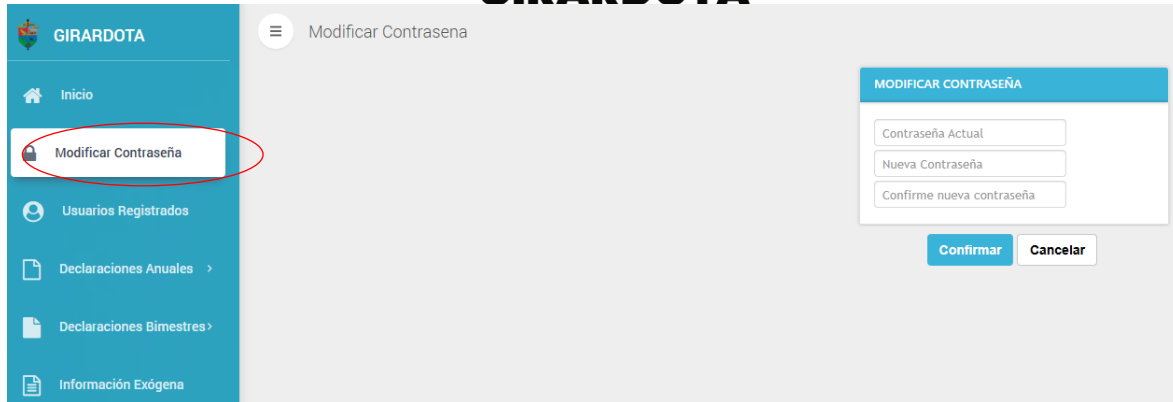 GIRARDOTA
GIRARDOTA
Modificar Contrasena
Inicio
Modificar Contraseña
Usuarios Registrados
Declaraciones Anuales >
Declaraciones Bimestres>
Información Exógena
MODIFICAR CONTRASEÑA
Contraseña Actual
Nueva Contraseña
Confirme nueva contraseña
Confirmar Cancelar